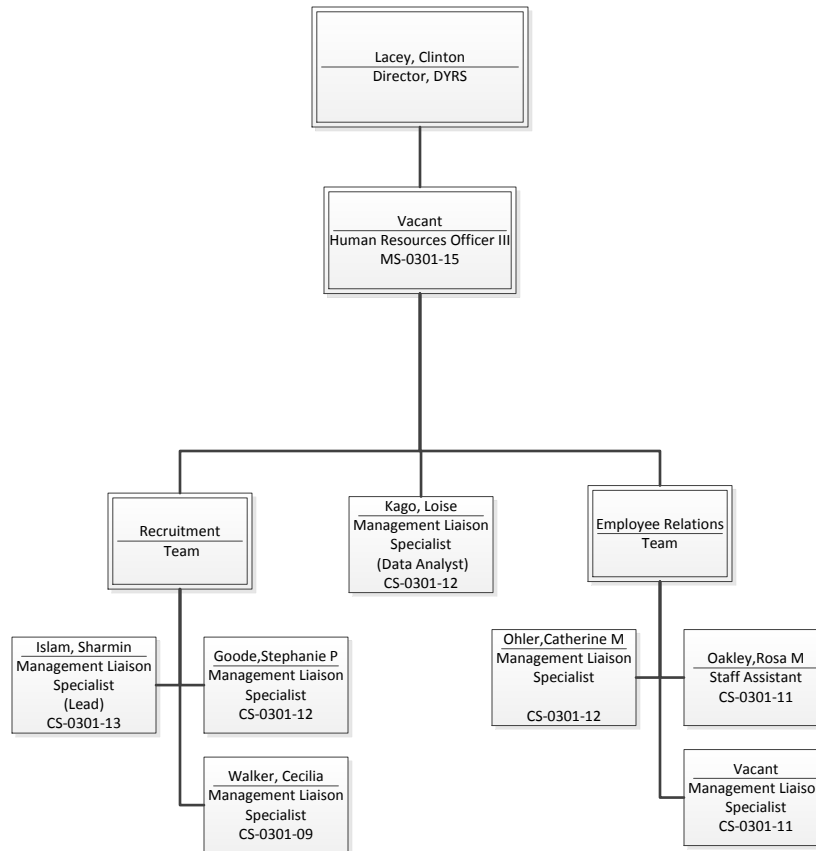 Lacey, Clinton
Director, DYRS
Vacant
Human Resources Officer III
MS-0301-15
Recruitment
Team
Kago, Loise
Management Liaison
Specialist
(Data Analyst)
CS-0301-12
Employee Relations
Team
Islam, Sharmin
Management Liaison
Specialist
(Lead)
CS-0301-13
Goode,Stephanie P
Management Liaison
Specialist
CS-0301-12
Ohler,Catherine M
Management Liaison
Specialist
CS-0301-12
Oakley,Rosa M
Staff Assistant
CS-0301-11
Walker, Cecilia
Management Liaison
Specialist
CS-0301-09
Vacant
Management Liaison
Specialist
CS-0301-11